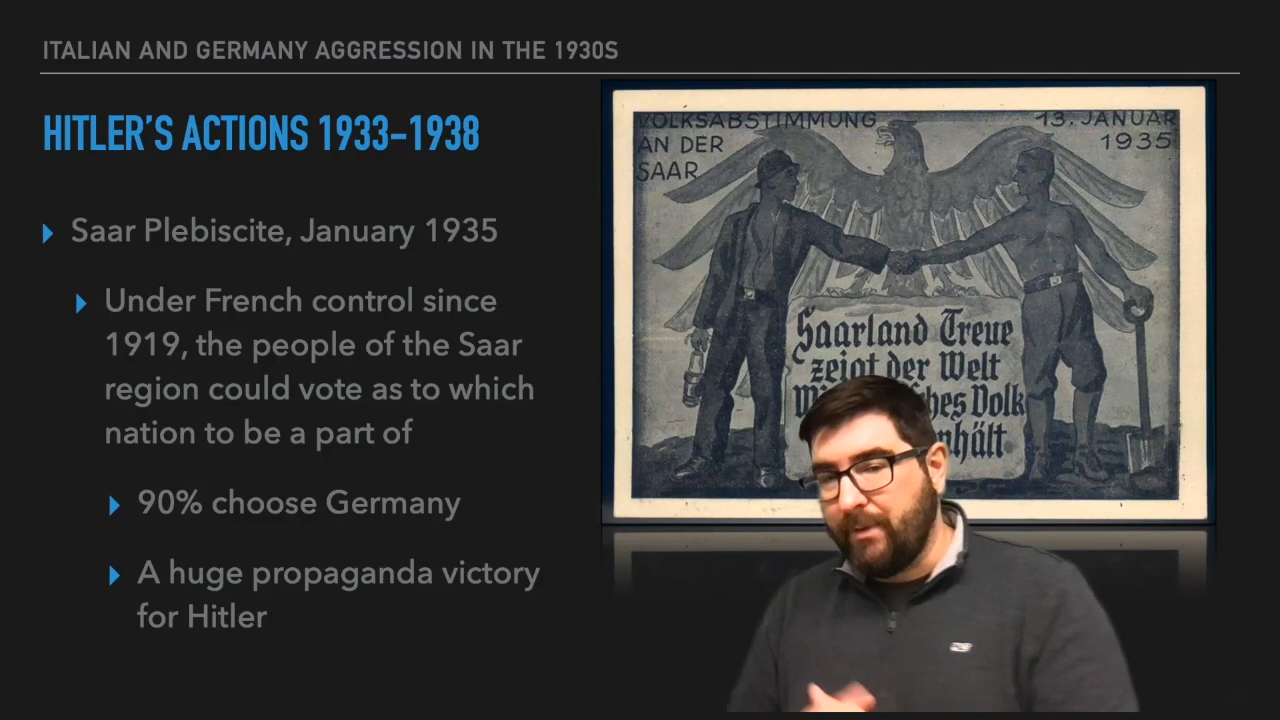 ITALIAN AND GERMANY AGGRESSION IN THE 1930S
HITLER'S ACTIONS 1933–1938
Saar Plebiscite, January 1935
Under French control since
1919, the people of the Saar
region could vote as to which
nation to be a part of
90% choose Germany
A huge propaganda victory
for Hitler
VOLKSABSTIMMUNG
AN DER
SAAR
13. JANUAR
1935
Saarland Treue
zeigt der Welt
Volk